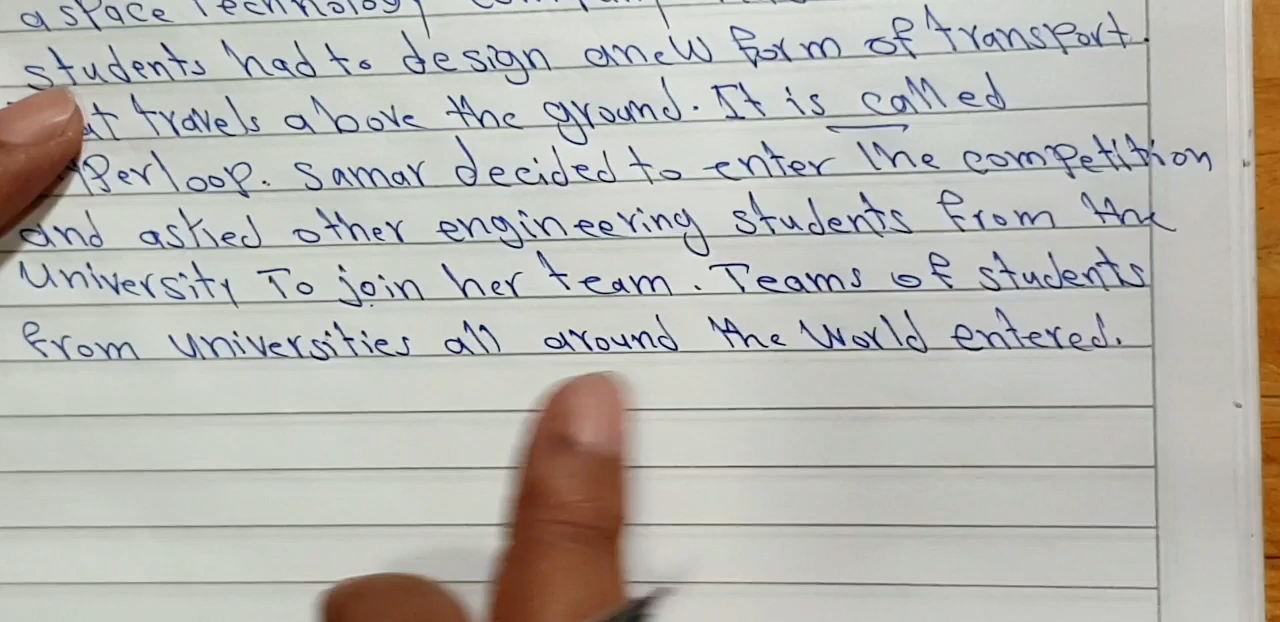 a space Technology
students had to design anew form of transport.
travels above the ground. It is called
Perloop. Samar decided to enter The competition
and asked other engineering students from the
University To join her team. Teams of students
from universities all around the World entered.